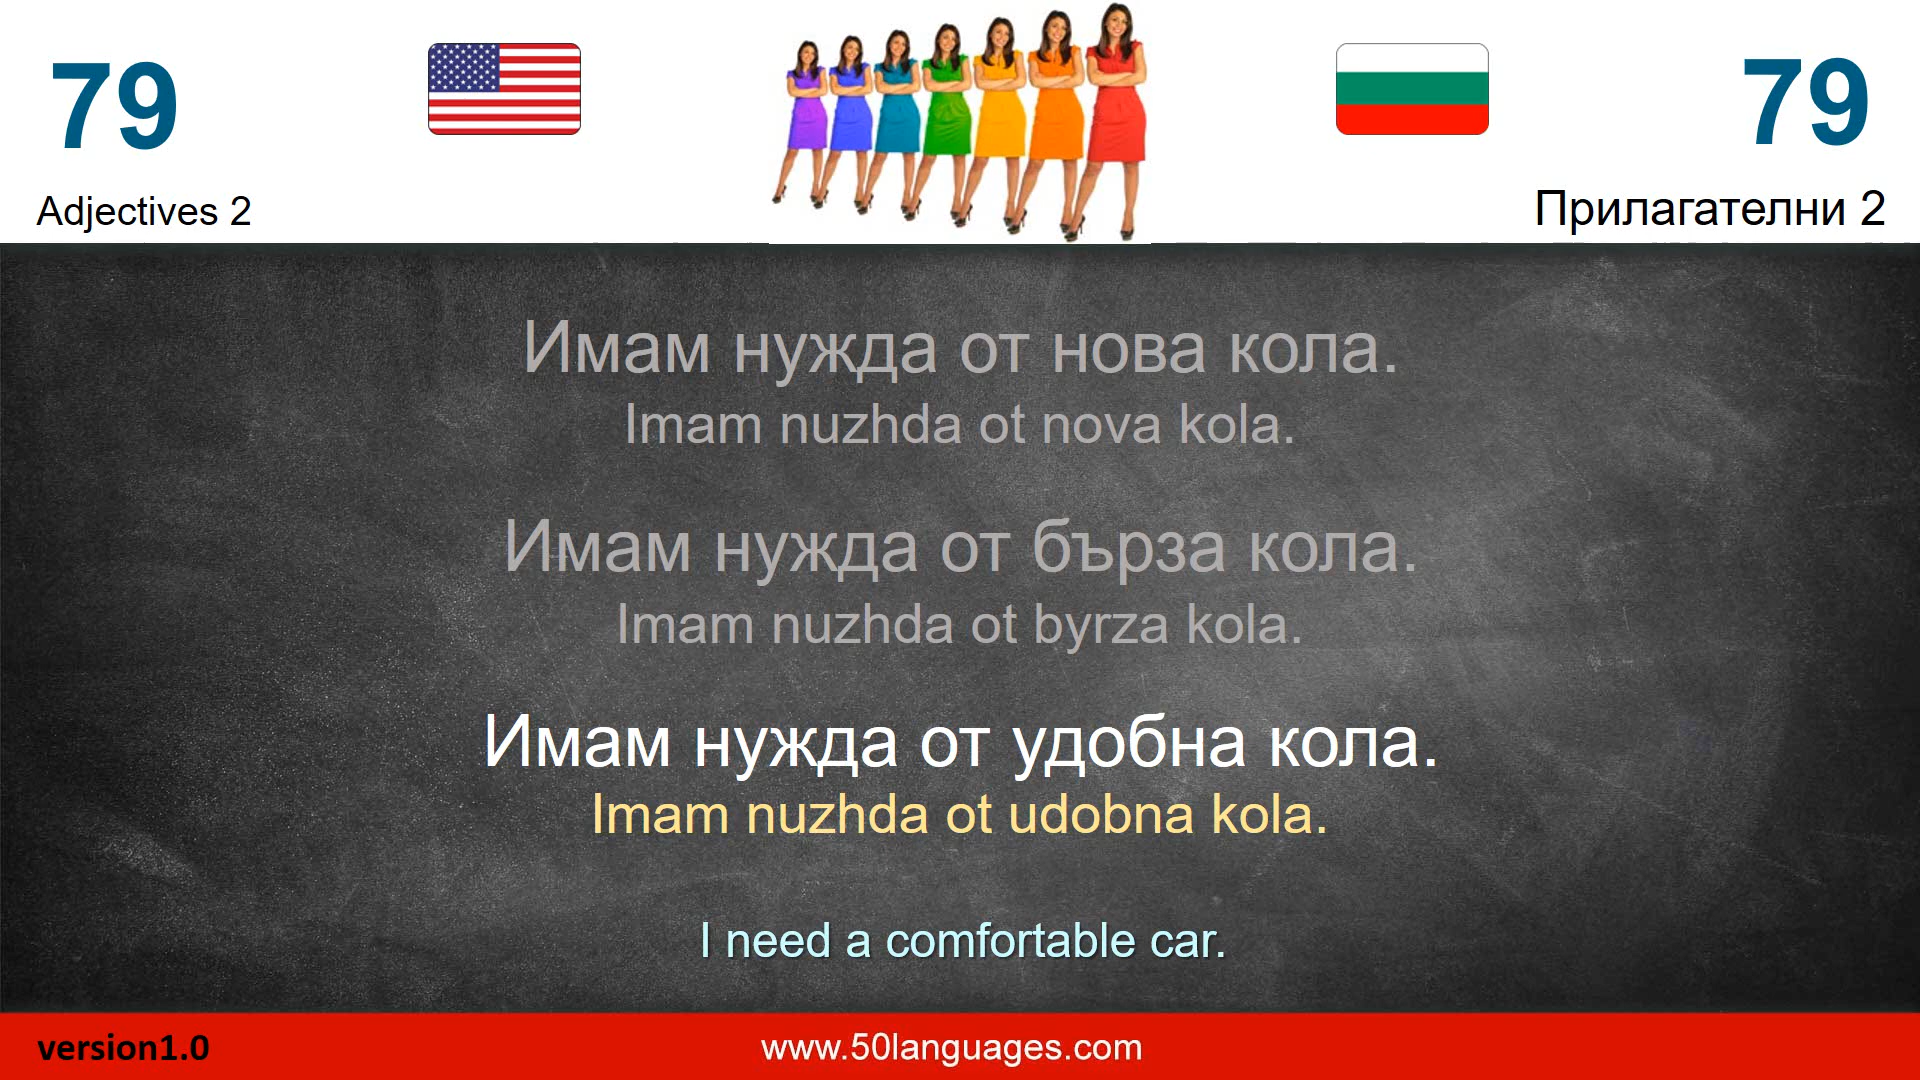 79
79
Adjectives 2
Прилагателни 2
Имам нужда от нова кола.
Imam nuzhda ot nova kola.
Имам нужда от бърза кола.
Imam nuzhda ot byrza kola.
Имам нужда от удобна кола.
Imam nuzhda ot udobna kola.
I need a comfortable car.
version1.0
www.50languages.com